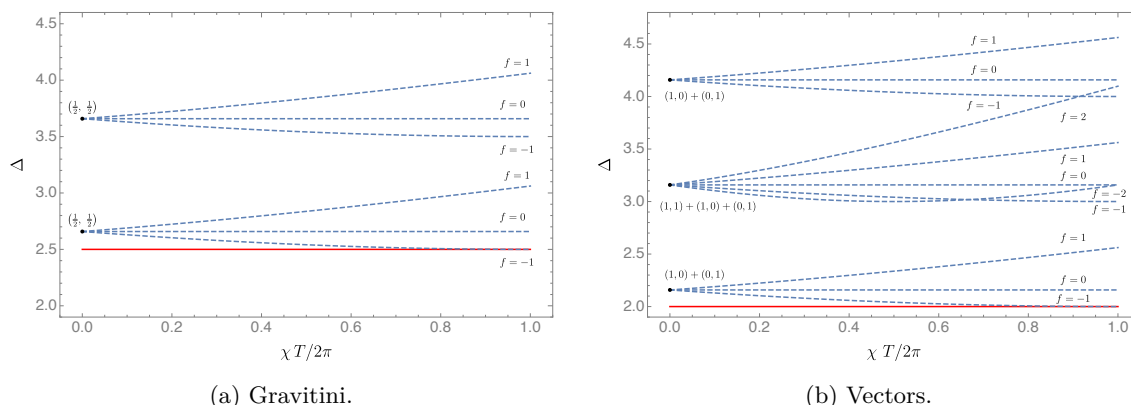 4.5
4.0
3.5
3.0
2.5
2.0
Δ
f = 1
(1/2, 1/2)
f = 0
f = −1
f = 1
(1/2, 1/2)
f = 0
f = −1
0.0 0.2 0.4 0.6 0.8 1.0
χ T/2π
(a) Gravitini.
4.5
4.0
3.5
3.0
2.5
2.0
Δ
f = 1
f = 0
(1, 0) + (0, 1)
f = −1
f = 2
f = 1
f = 0
f = −2
(1, 1) + (1, 0) + (0, 1)
f = −1
f = 1
(1, 0) + (0, 1)
f = 0
f = −1
0.0 0.2 0.4 0.6 0.8 1.0
χ T/2π
(b) Vectors.